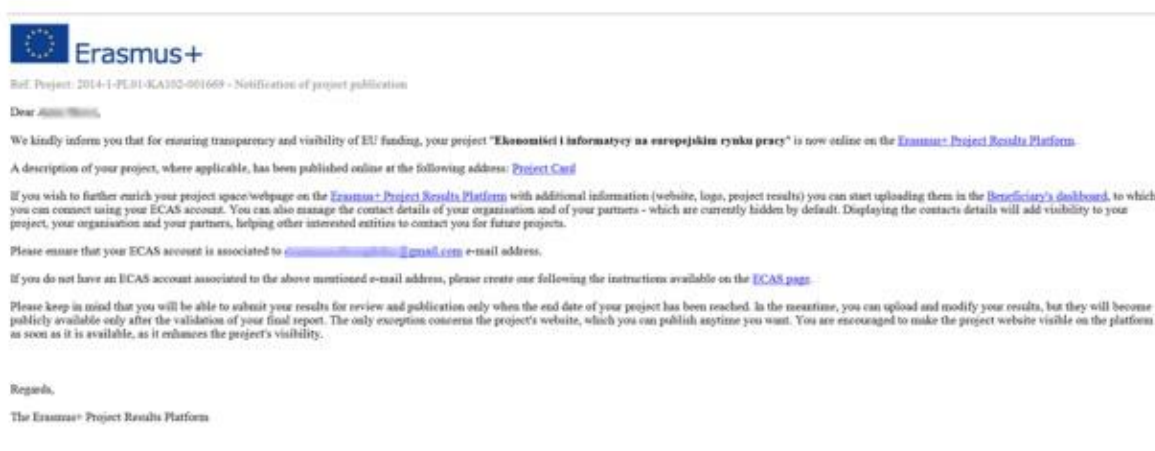 Erasmus+
Ref. Project: 2014-1-PL01-KA102-001669 - Notification of project publication
Dear
We kindly inform you that for ensuring transparency and visibility of EU funding, your project "Ekonomiści i informatycy na europejskim rynku pracy" is now online on the Erasmus+ Project Results Platform.
A description of your project, where applicable, has been published online at the following address: Project Card
If you wish to further enrich your project space/webpage on the Erasmus+ Project Results Platform with additional information (website, logo, project results) you can start uploading them in the Beneficiary's dashboard, to which
you can connect using your ECAS account. You can also manage the contact details of your organisation and of your partners - which are currently hidden by default. Displaying the contacts details will add visibility to your
project, your organisation and your partners, helping other interested entities to contact you for future projects.
Please ensure that your ECAS account is associated to @gmail.com e-mail address.
If you do not have an ECAS account associated to the above mentioned e-mail address, please create one following the instructions available on the ECAS page.
Please keep in mind that you will be able to submit your results for review and publication only when the end date of your project has been reached. In the meantime, you can upload and modify your results, but they will become
publicly available only after the validation of your final report. The only exception concerns the project's website, which you can publish anytime you want. You are encouraged to make the project website visible on the platform
as soon as it is available, as it enhances the project's visibility.
Regards,
The Erasmus+ Project Results Platform